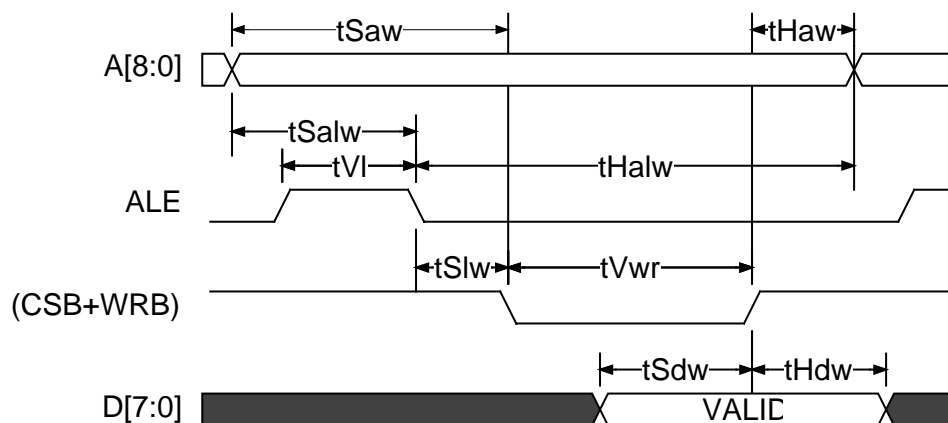 tSaw
tHaw
A[8:0]
tSalw
tVl
tHalw
ALE
tSlw
tVwr
(CSB+WRB)
tSdw
tHdw
D[7:0]
VALID